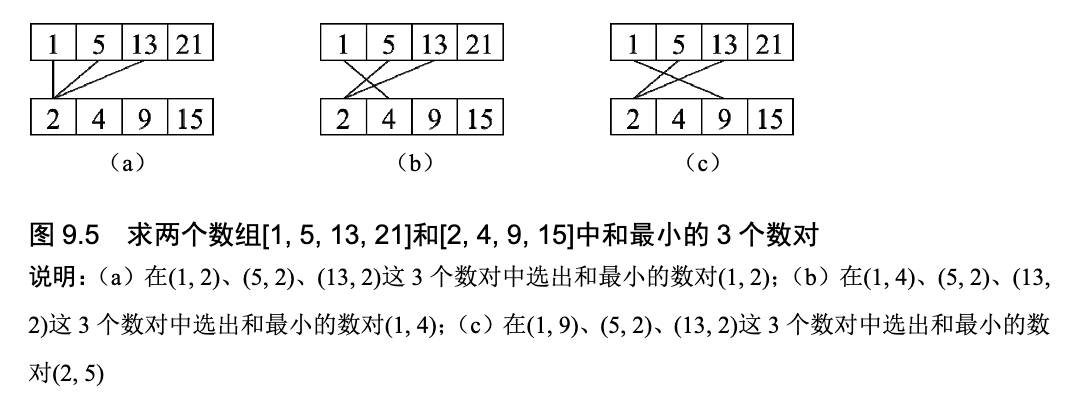 1 5 13 21 1 5 13 21 1 5 13 21
2 4 9 15 2 4 9 15 2 4 9 15
（a） （b） （c）
图 9.5 求两个数组[1, 5, 13, 21]和[2, 4, 9, 15]中和最小的 3 个数对
说明：（a）在(1, 2)、(5, 2)、(13, 2)这 3 个数对中选出和最小的数对(1, 2)；（b）在(1, 4)、(5, 2)、(13,
2)这 3 个数对中选出和最小的数对(1, 4)；（c）在(1, 9)、(5, 2)、(13, 2)这 3 个数对中选出和最小的数
对(2, 5)